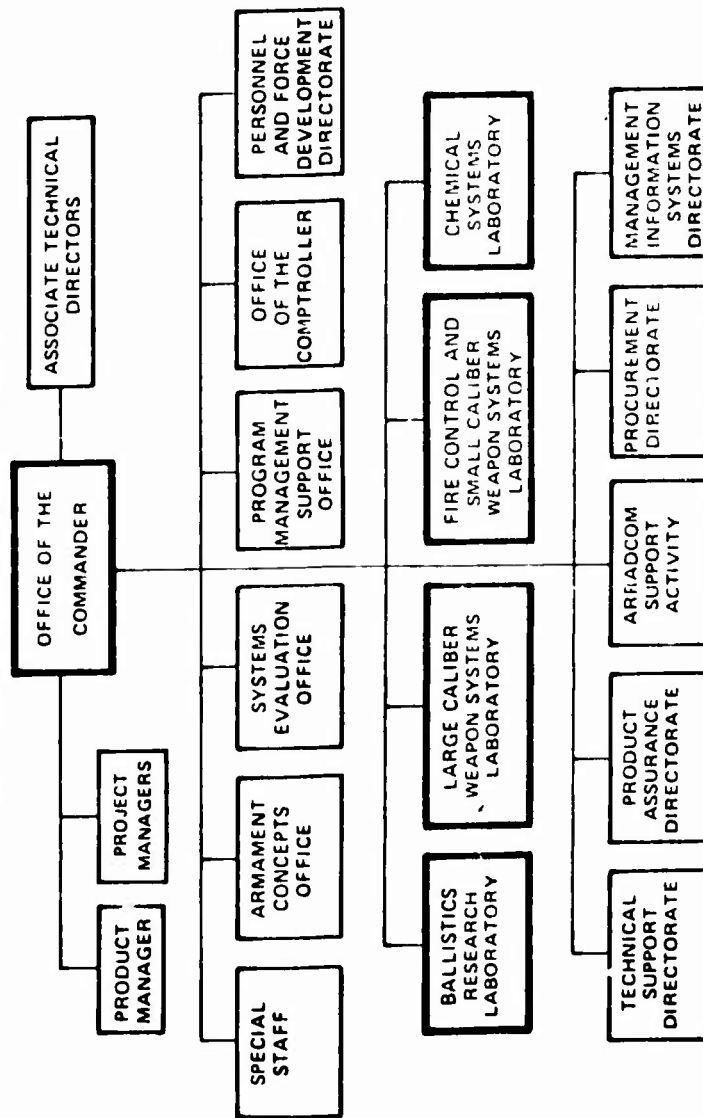 OFFICE OF THE
COMMANDER
ASSOCIATE TECHNICAL
DIRECTORS
PRODUCT
MANAGER
PROJECT
MANAGERS
SPECIAL
STAFF
ARMAMENT
CONCEPTS
OFFICE
SYSTEMS
EVALUATION
OFFICE
PROGRAM
MANAGEMENT
SUPPORT
OFFICE
OFFICE
OF THE
COMPTROLLER
PERSONNEL
AND FORCE
DEVELOPMENT
DIRECTORATE
BALLISTICS
RESEARCH
LABORATORY
LARGE CALIBER
WEAPON SYSTEMS
LABORATORY
FIRE CONTROL AND
SMALL CALIBER
WEAPON SYSTEMS
LABORATORY
CHEMICAL
SYSTEMS
LABORATORY
TECHNICAL
SUPPORT
DIRECTORATE
PRODUCT
ASSURANCE
DIRECTORATE
ARRADCOM
SUPPORT
ACTIVITY
PROCUREMENT
DIRECTORATE
MANAGEMENT
INFORMATION
SYSTEMS
DIRECTORATE